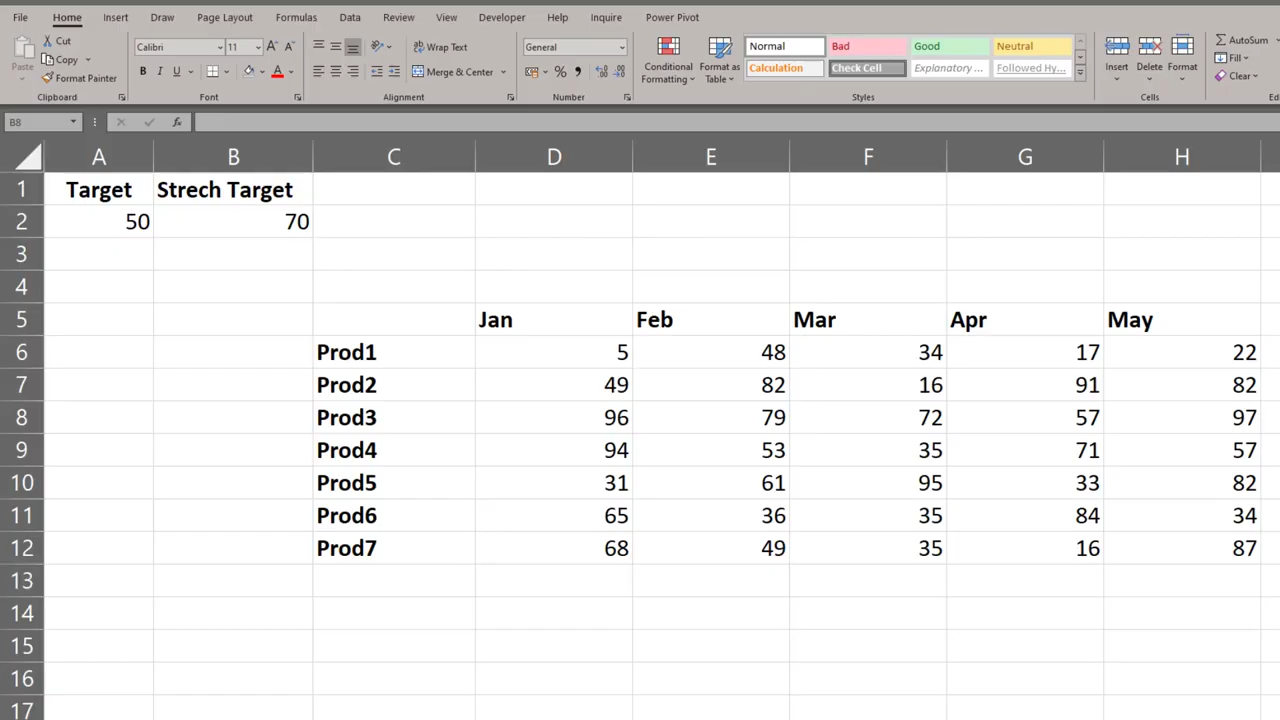 File Home Insert Draw Page Layout Formulas Data Review View Developer Help Inquire Power Pivot
Paste Cut Copy Format Painter Calibri 11 A A B I U A Wrap Text Merge & Center General % Conditional Formatting Format as Table Normal Bad Good Neutral Calculation Check Cell Explanatory ... Followed Hy... Insert Delete Format AutoSum Fill Clear
Clipboard Font Alignment Number Styles Cells Ed
B8 fx
A B C D E F G H
1 Target Strech Target
2 50 70
3
4
5 Jan Feb Mar Apr May
6 Prod1 5 48 34 17 22
7 Prod2 49 82 16 91 82
8 Prod3 96 79 72 57 97
9 Prod4 94 53 35 71 57
10 Prod5 31 61 95 33 82
11 Prod6 65 36 35 84 34
12 Prod7 68 49 35 16 87
13
14
15
16
17